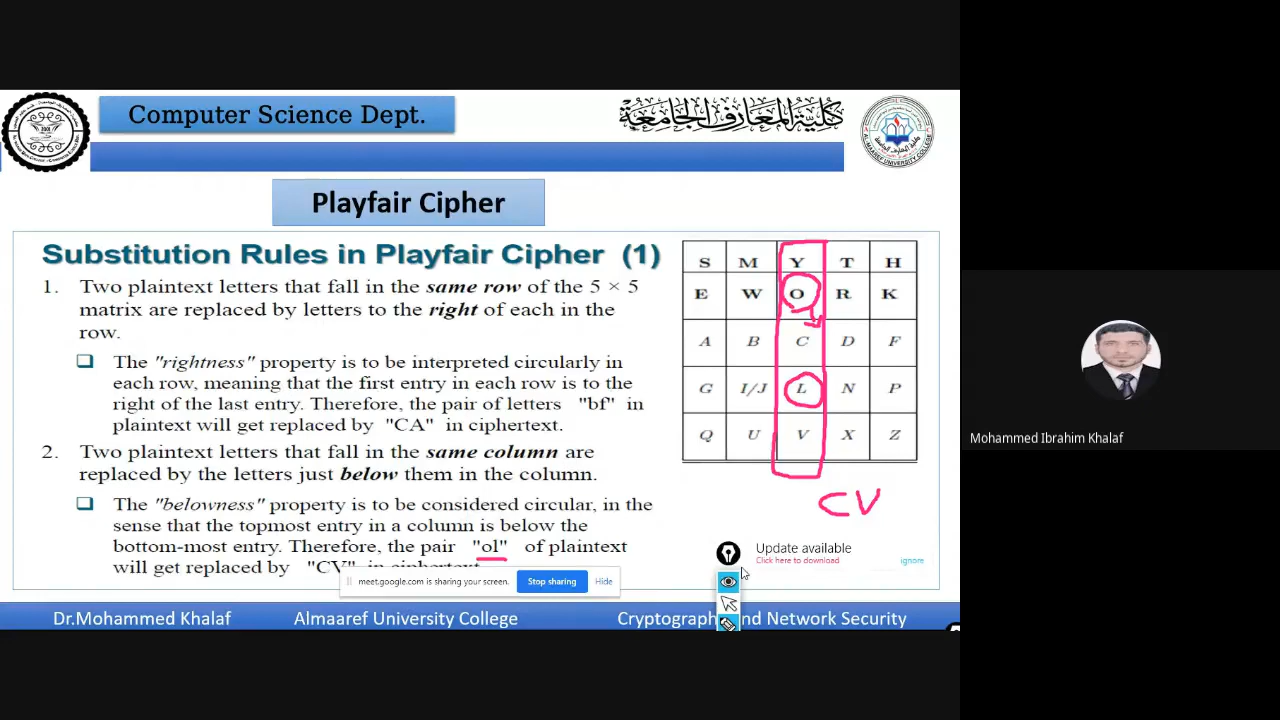 Computer Science Dept.
كلية المعارف الجامعة
Playfair Cipher
Substitution Rules in Playfair Cipher (1)
1. Two plaintext letters that fall in the same row of the 5 × 5
matrix are replaced by letters to the right of each in the
row.
The "rightness" property is to be interpreted circularly in
each row, meaning that the first entry in each row is to the
right of the last entry. Therefore, the pair of letters "bf" in
plaintext will get replaced by "CA" in ciphertext.
2. Two plaintext letters that fall in the same column are
replaced by the letters just below them in the column.
The "belowness" property is to be considered circular, in the
sense that the topmost entry in a column is below the
bottom-most entry. Therefore, the pair "ol" of plaintext
will get replaced by "CV" in ciphertext.
S M Y T H
E W O R K
A B C D F
G I/J L N P
Q U V X Z
CV
Update available
Click here to download
ignore
meet.google.com is sharing your screen.
Stop sharing
Hide
Dr.Mohammed Khalaf
Almaaref University College
Cryptography and Network Security
Mohammed Ibrahim Khalaf